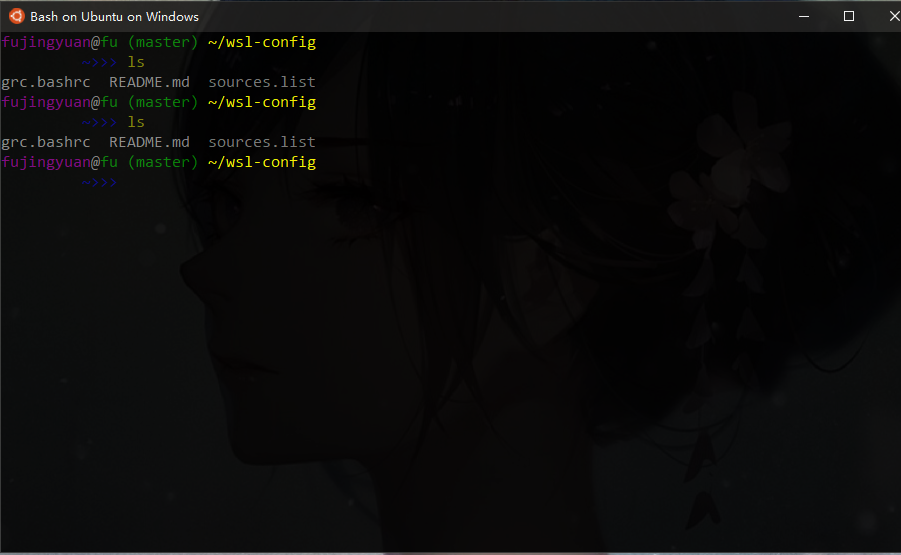 Bash on Ubuntu on Windows
fujingyuan@fu (master) ~/wsl-config
~>>> ls
grc.bashrc  README.md  sources.list
fujingyuan@fu (master) ~/wsl-config
~>>> ls
grc.bashrc  README.md  sources.list
fujingyuan@fu (master) ~/wsl-config
~>>>